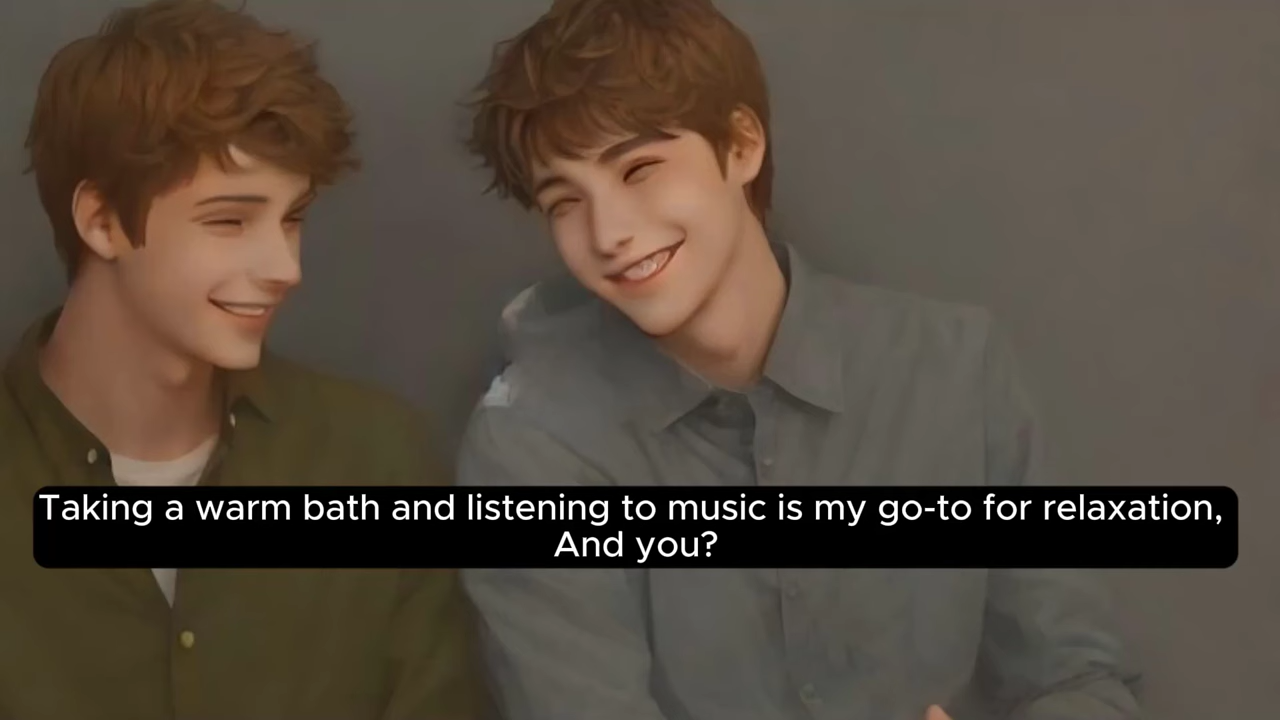 Taking a warm bath and listening to music is my go-to for relaxation,
And you?